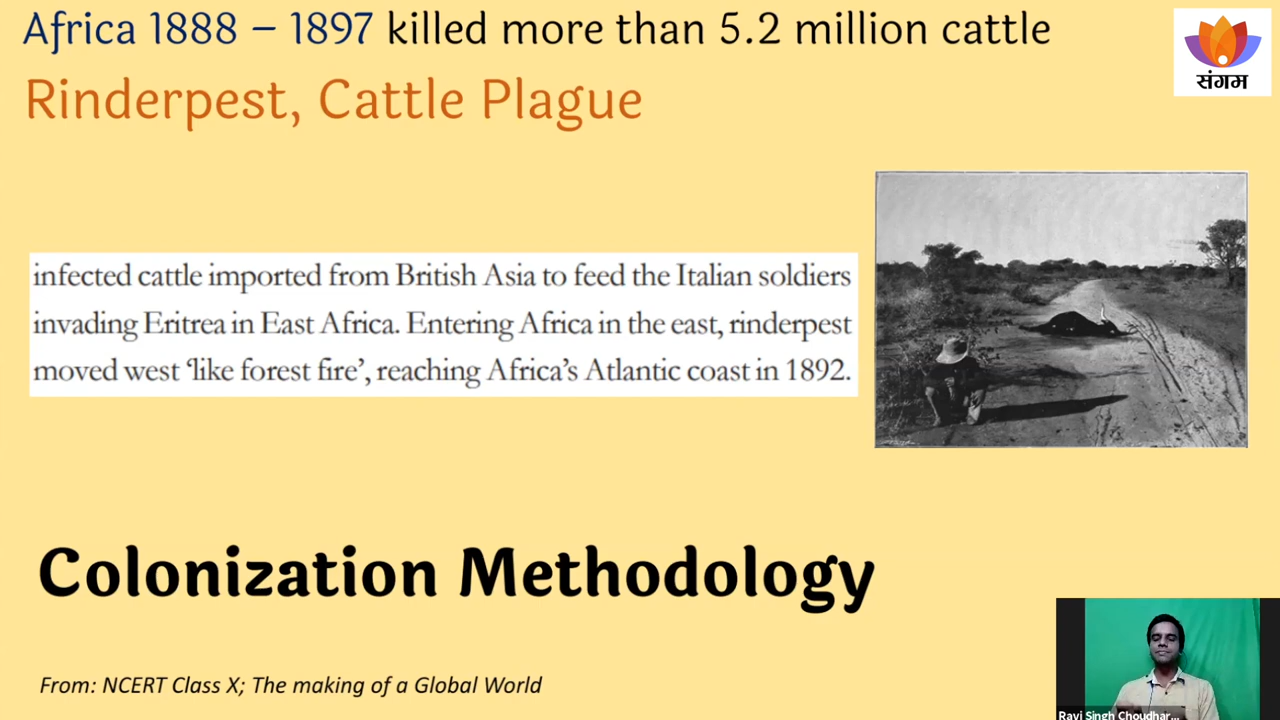 Africa 1888 – 1897 killed more than 5.2 million cattle
संगम
Rinderpest, Cattle Plague
infected cattle imported from British Asia to feed the Italian soldiers
invading Eritrea in East Africa. Entering Africa in the east, rinderpest
moved west ‘like forest fire’, reaching Africa’s Atlantic coast in 1892.
Colonization Methodology
From: NCERT Class X; The making of a Global World
Ravi Singh Choudhar...